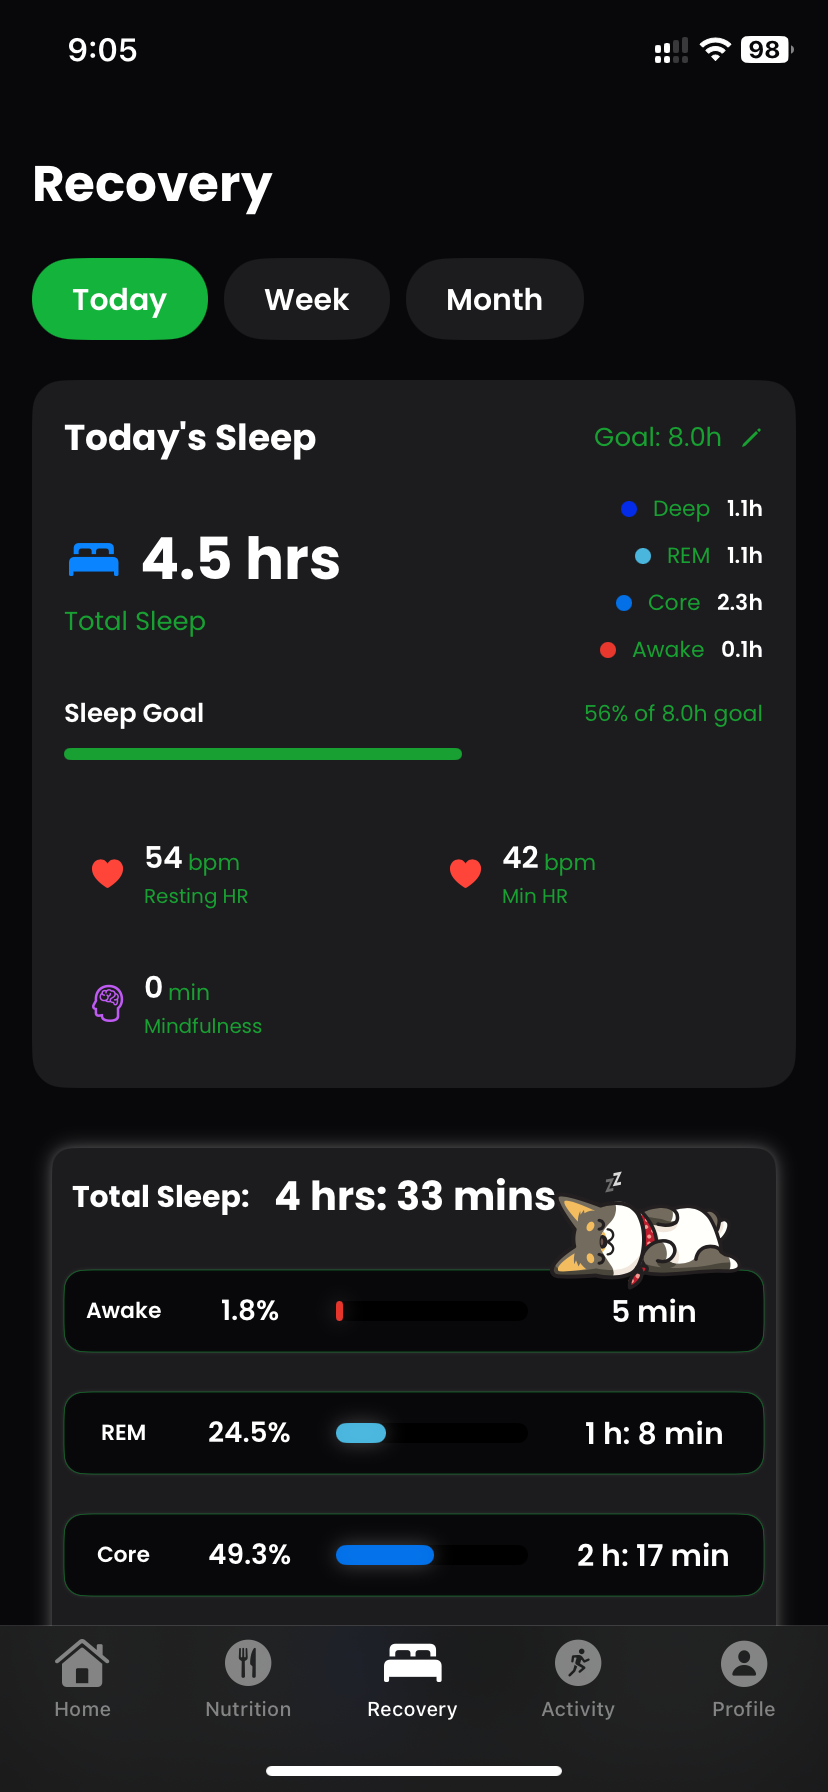 9:05
98
Recovery
Today Week Month
Today's Sleep Goal: 8.0h
Deep 1.1h
REM 1.1h
4.5 hrs
Core 2.3h
Total Sleep
Awake 0.1h
Sleep Goal 56% of 8.0h goal
54 bpm 42 bpm
Resting HR Min HR
0 min
Mindfulness
zz
Total Sleep: 4 hrs: 33 mins
Awake 1.8% 5 min
REM 24.5% 1 h: 8 min
Core 49.3% 2 h: 17 min
Home Nutrition Recovery Activity Profile